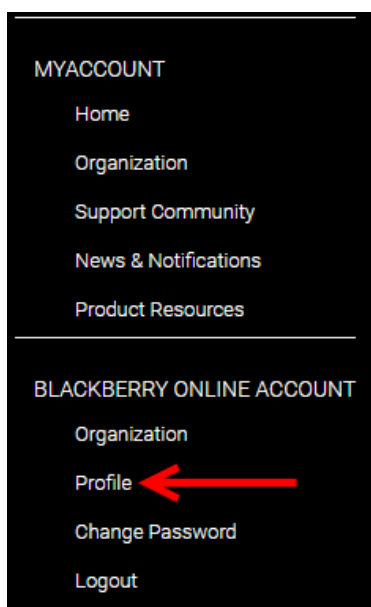 MYACCOUNT
Home
Organization
Support Community
News & Notifications
Product Resources
BLACKBERRY ONLINE ACCOUNT
Organization
Profile
Change Password
Logout